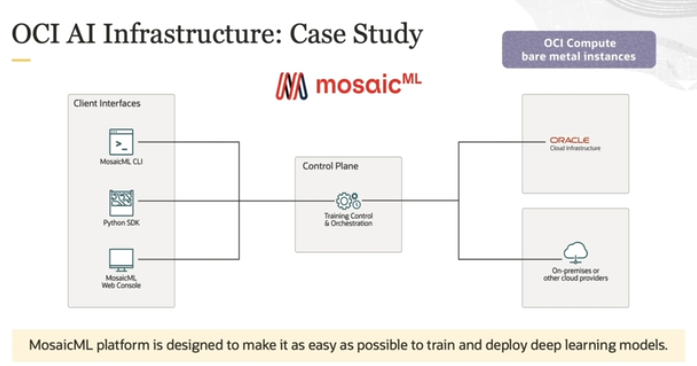 OCI AI Infrastructure: Case Study
OCI Compute
bare metal instances
mosaicML
Client Interfaces
>_
MosaicML CLI
Python SDK
MosaicML
Web Console
Control Plane
Training Control
& Orchestration
ORACLE
Cloud Infrastructure
On-premises or
other cloud providers
MosaicML platform is designed to make it as easy as possible to train and deploy deep learning models.